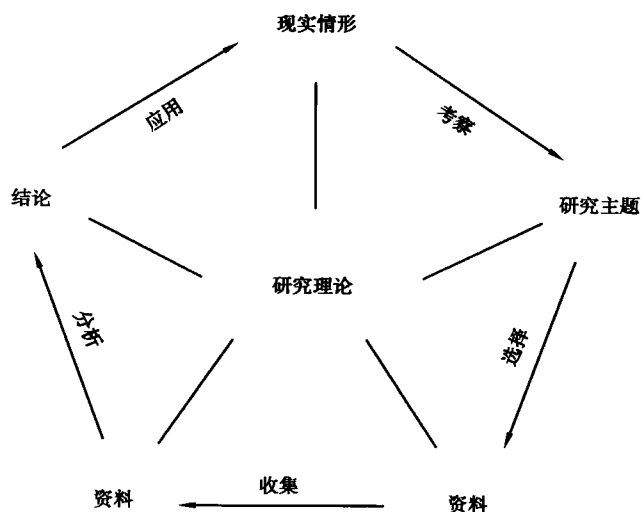 现实情形
应用
考察
结论
研究主题
研究理论
分析
选择
资料
收集
资料